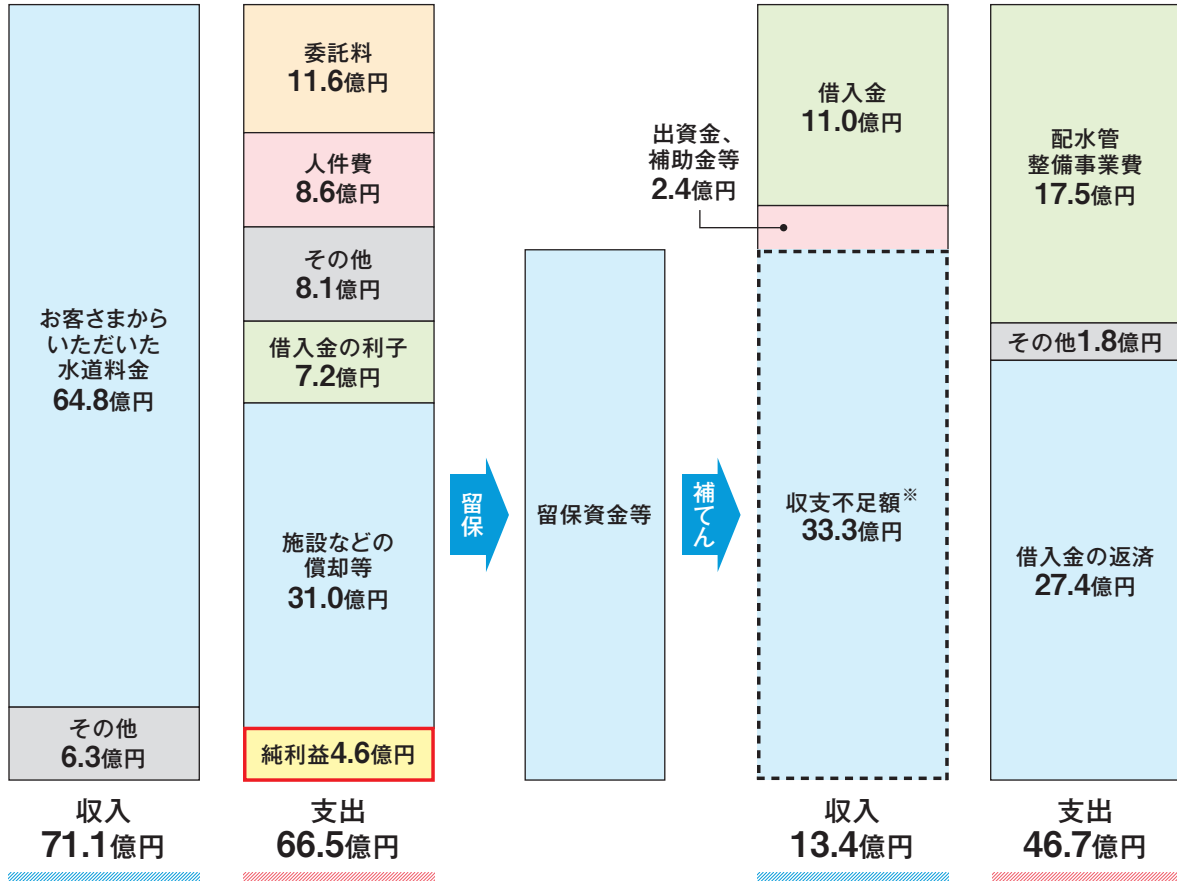 お客さまから
いただいた
水道料金
64.8億円
その他
6.3億円
収入
71.1億円
委託料
11.6億円
人件費
8.6億円
その他
8.1億円
借入金の利子
7.2億円
施設などの
償却等
31.0億円
純利益4.6億円
支出
66.5億円
留保
留保資金等
補てん
出資金、
補助金等
2.4億円
借入金
11.0億円
収支不足額※
33.3億円
収入
13.4億円
配水管
整備事業費
17.5億円
その他1.8億円
借入金の返済
27.4億円
支出
46.7億円